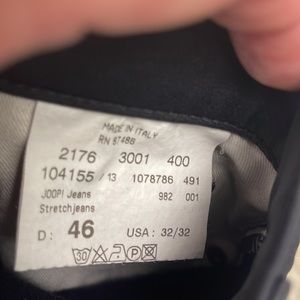 MADE IN ITALY
RN 87486
2176 3001 400
104155 / 13 1078786 491
JOOP! Jeans 982 001
Stretchjeans
D: 46 USA: 32/32
30 P